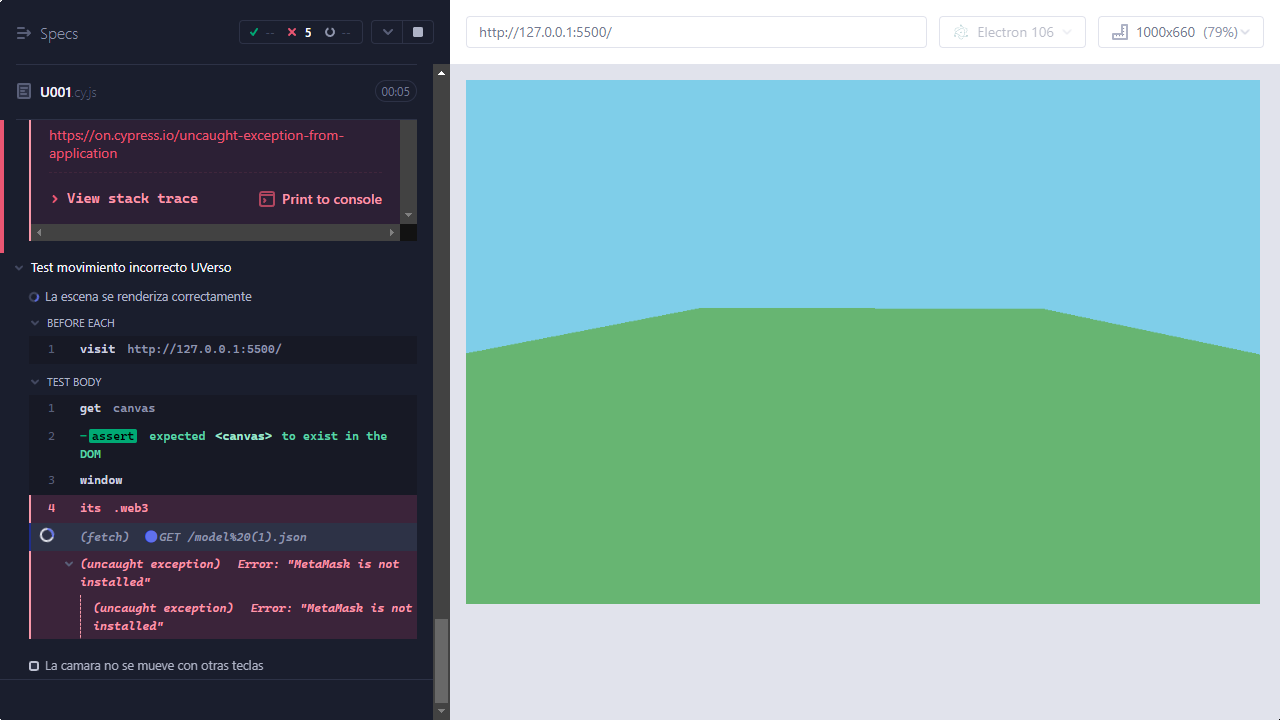 Specs
-- 5 --
http://127.0.0.1:5500/
Electron 106
1000x660 (79%)
U001.cy.js
00:05
https://on.cypress.io/uncaught-exception-from-
application
View stack trace
Print to console
Test movimiento incorrecto UVerso
La escena se renderiza correctamente
BEFORE EACH
1 visit http://127.0.0.1:5500/
TEST BODY
1 get canvas
2 -assert expected <canvas> to exist in the
DOM
3 window
4 its .web3
(fetch) GET /model%20(1).json
(uncaught exception) Error: "MetaMask is not
installed"
(uncaught exception) Error: "MetaMask is not
installed"
La camara no se mueve con otras teclas